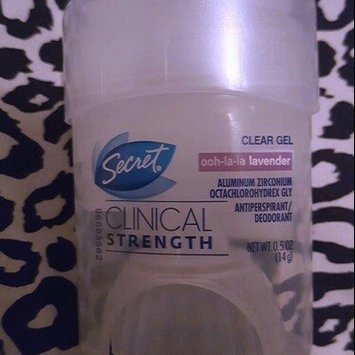 CLEAR GEL
Secret.
ooh-la-la lavender
ALUMINUM ZIRCONIUM
OCTACHLOROHYDREX GLY
ANTIPERSPIRANT/
DEODORANT
CLINICAL
STRENGTH
NET WT. 0.5 OZ
(14g)